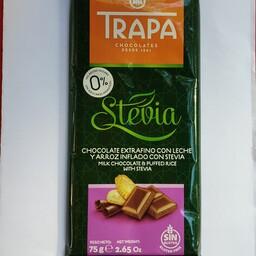 TRAPA
CHOCOLATES
DESDE 1891
0%
Stevia
CHOCOLATE EXTRAFINO CON LECHE
Y ARROZ INFLADO CON STEVIA
MILK CHOCOLATE & PUFFED RICE
WITH STEVIA
PESO NETO: NET WEIGHT:
75 g e 2.65 Oz
SIN